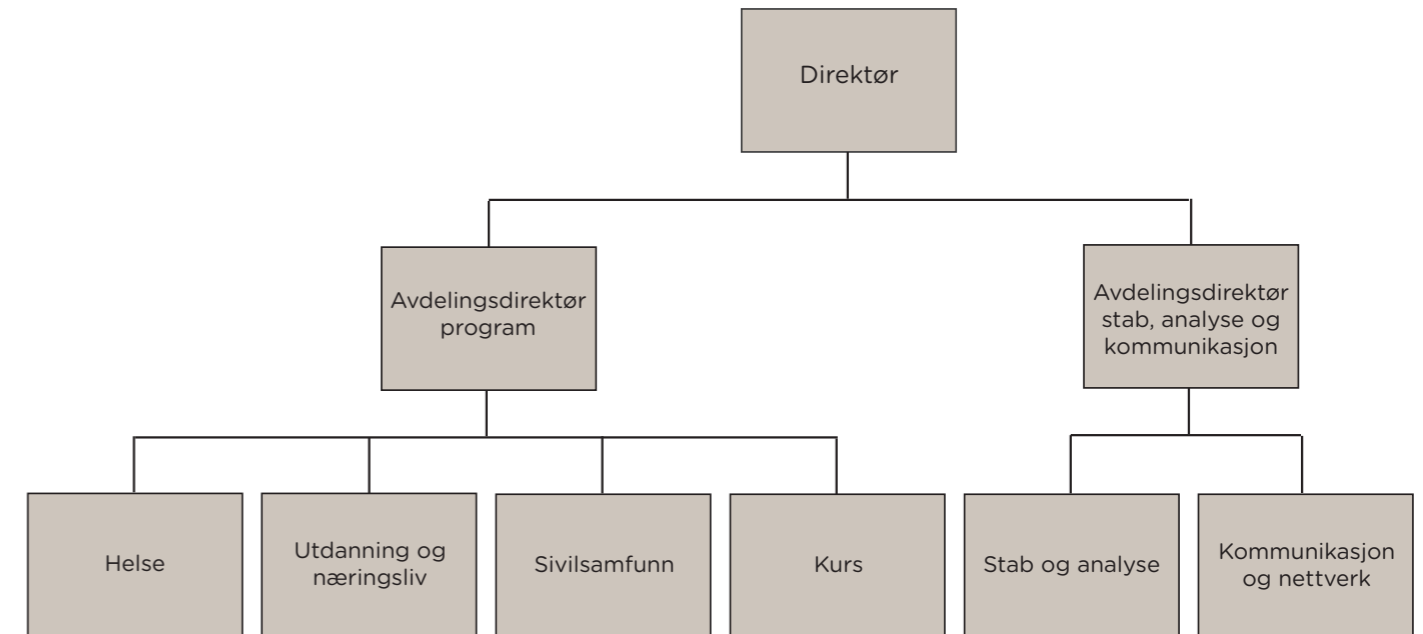 Direktør
Avdelingsdirektør
program
Avdelingsdirektør
stab, analyse og
kommunikasjon
Helse
Utdanning og
næringsliv
Sivilsamfunn
Kurs
Stab og analyse
Kommunikasjon
og nettverk